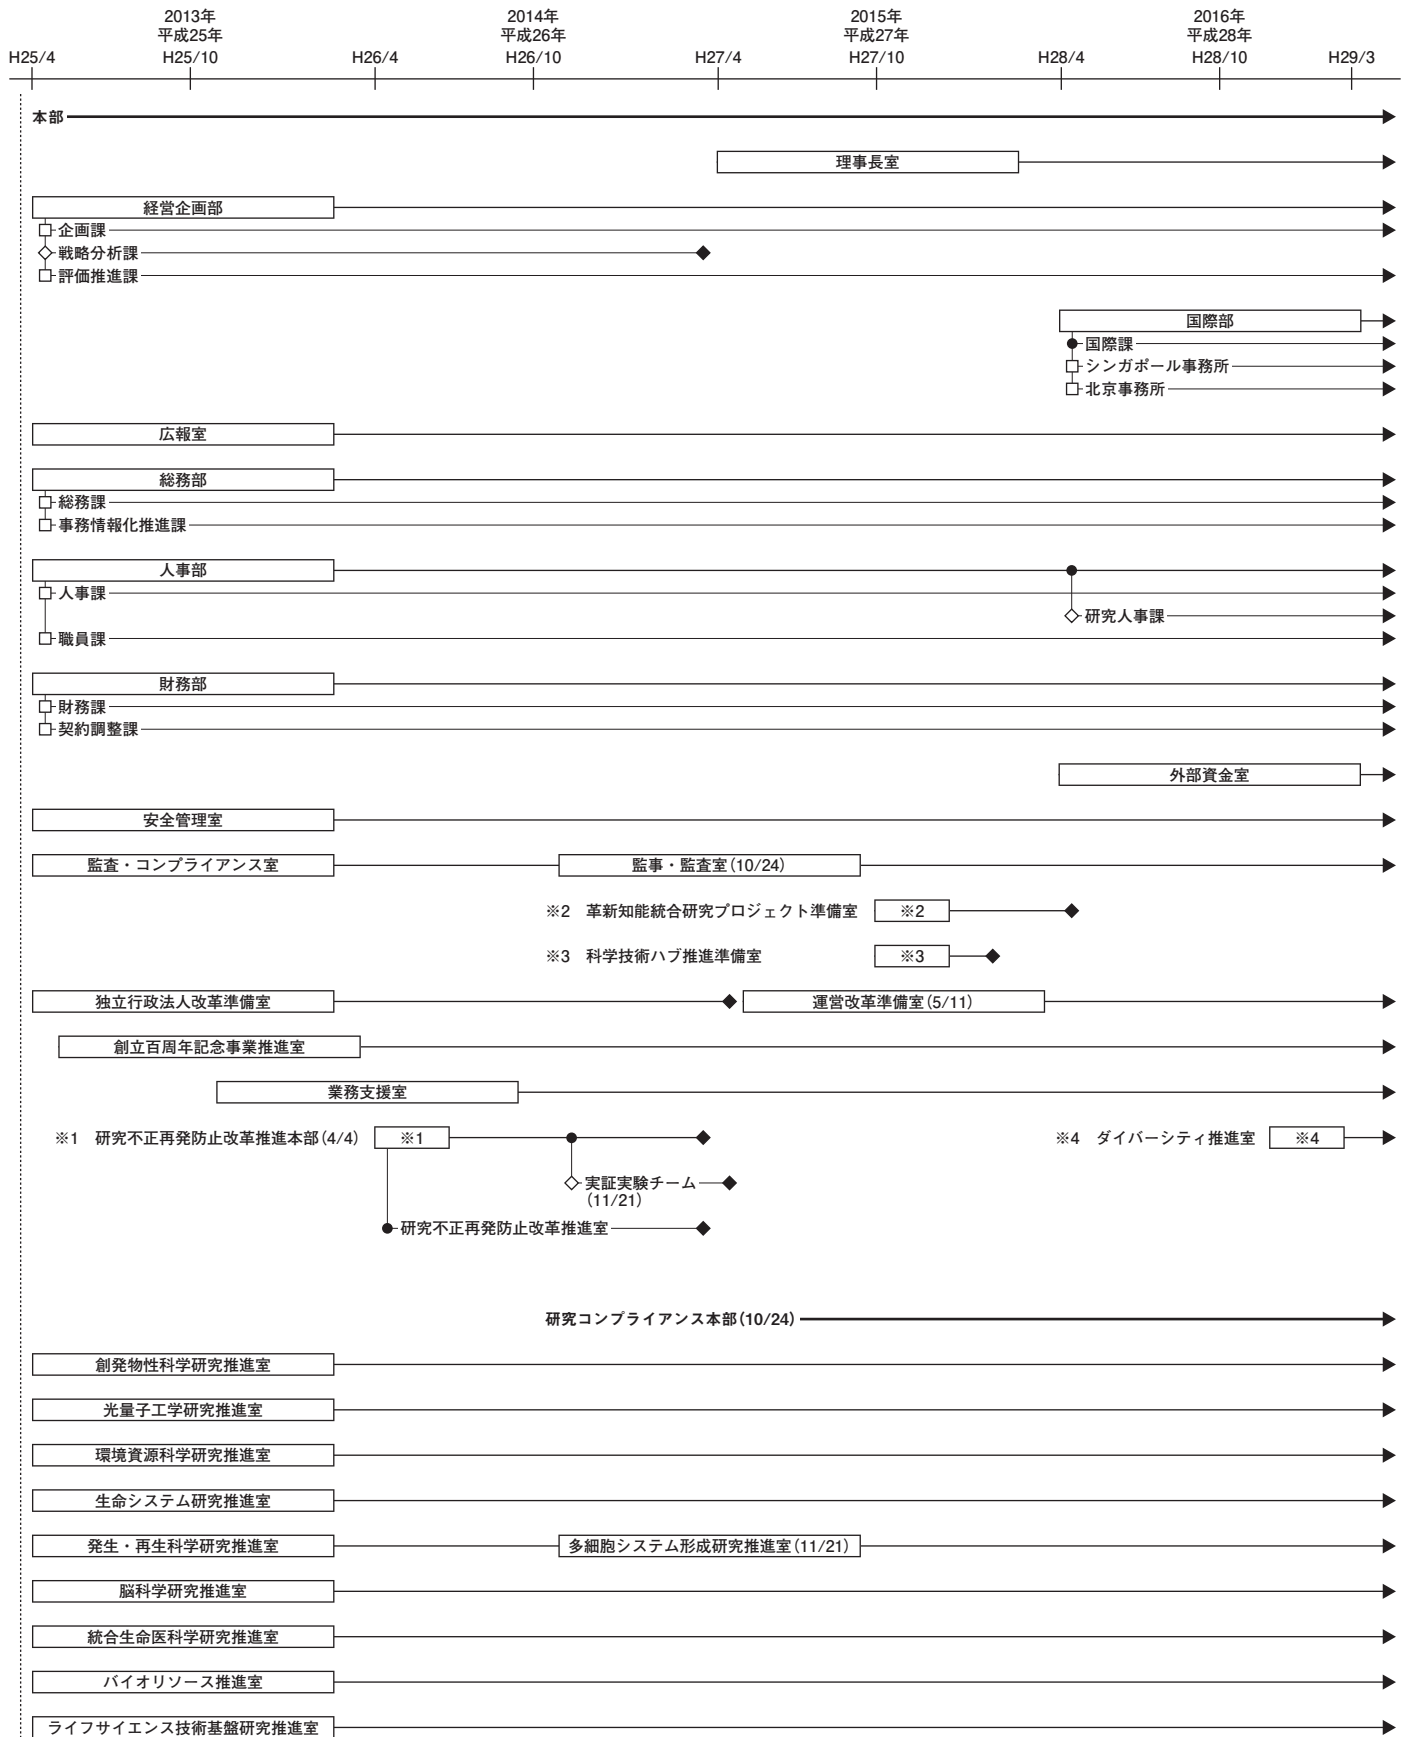 2013年
平成25年
2014年
平成26年
2015年
平成27年
2016年
平成28年
H25/4 H25/10 H26/4 H26/10 H27/4 H27/10 H28/4 H28/10 H29/3
本部
理事長室
経営企画部
企画課
戦略分析課
評価推進課
国際部
国際課
シンガポール事務所
北京事務所
広報室
総務部
総務課
事務情報化推進課
人事部
人事課
研究人事課
職員課
財務部
財務課
契約調整課
外部資金室
安全管理室
監査・コンプライアンス室 監事・監査室(10/24)
※2 革新知能統合研究プロジェクト準備室 ※2
※3 科学技術ハブ推進準備室 ※3
独立行政法人改革準備室 運営改革準備室(5/11)
創立百周年記念事業推進室
業務支援室
※1 研究不正再発防止改革推進本部(4/4) ※1 ※4 ダイバーシティ推進室 ※4
実証実験チーム
(11/21)
研究不正再発防止改革推進室
研究コンプライアンス本部(10/24)
創発物性科学研究推進室
光量子工学研究推進室
環境資源科学研究推進室
生命システム研究推進室
発生・再生科学研究推進室 多細胞システム形成研究推進室(11/21)
脳科学研究推進室
統合生命医科学研究推進室
バイオリソース推進室
ライフサイエンス技術基盤研究推進室